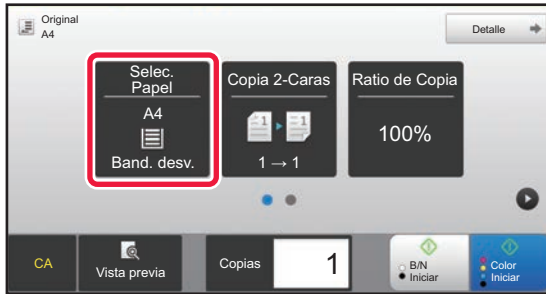 Original
A4
Detalle
Selec.
Papel
A4
Band. desv.
Copia 2-Caras
1 → 1
Ratio de Copia
100%
CA
Vista previa
Copias
1
B/N
Iniciar
Color
Iniciar